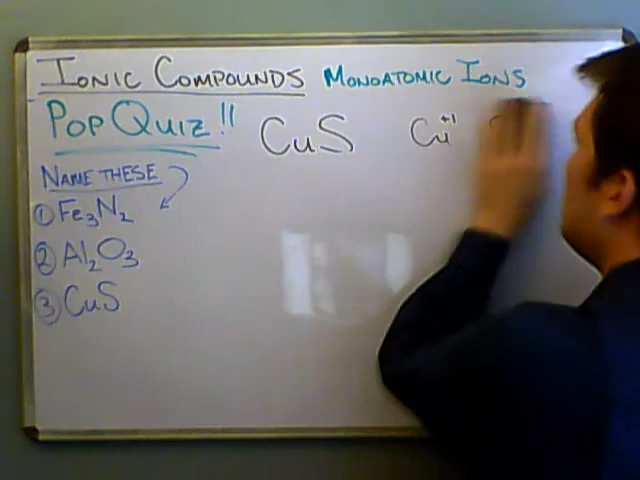 IONIC COMPOUNDS MONOATOMIC IONS
POP QUIZ!!
CuS Cu+1
NAME THESE
① Fe3N2
② Al2O3
③ CuS